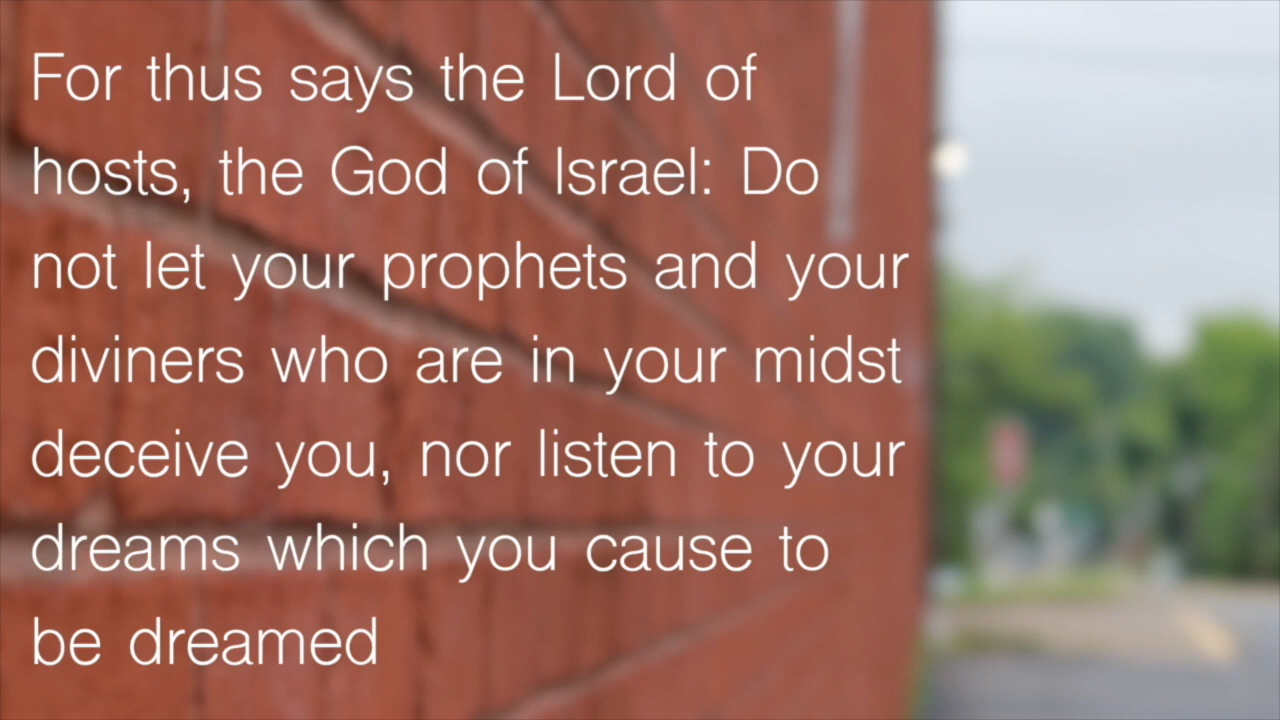 For thus says the Lord of
hosts, the God of Israel: Do
not let your prophets and your
diviners who are in your midst
deceive you, nor listen to your
dreams which you cause to
be dreamed